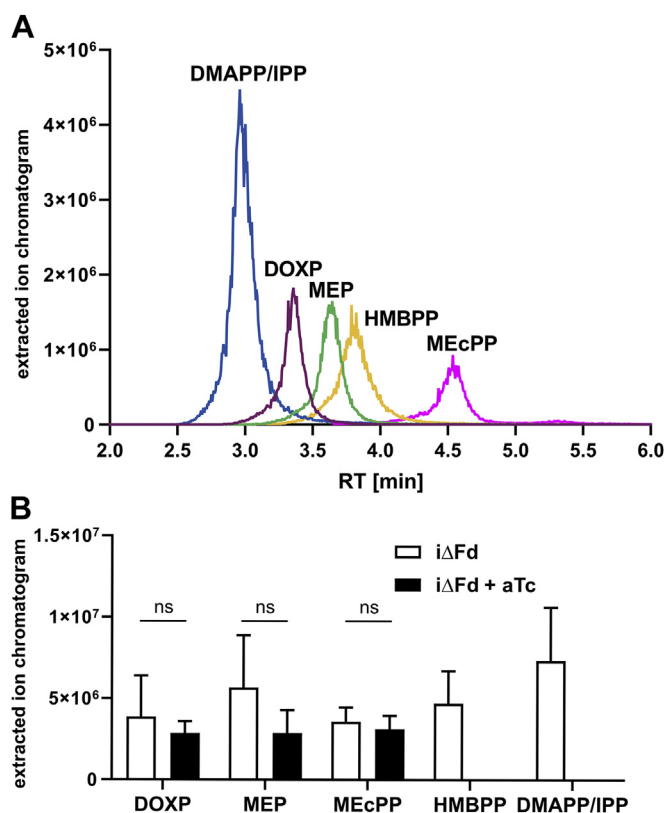 A
5×10⁶
DMAPP/IPP
4×10⁶
3×10⁶
2×10⁶
1×10⁶
0
extracted ion chromatogram
DOXP
MEP
HMBPP
MEcPP
2.0 2.5 3.0 3.5 4.0 4.5 5.0 5.5 6.0
RT [min]
B
1.5×10⁷
1×10⁷
5×10⁶
0
extracted ion chromatogram
i∆Fd
i∆Fd + aTc
ns ns ns
DOXP MEP MEcPP HMBPP DMAPP/IPP